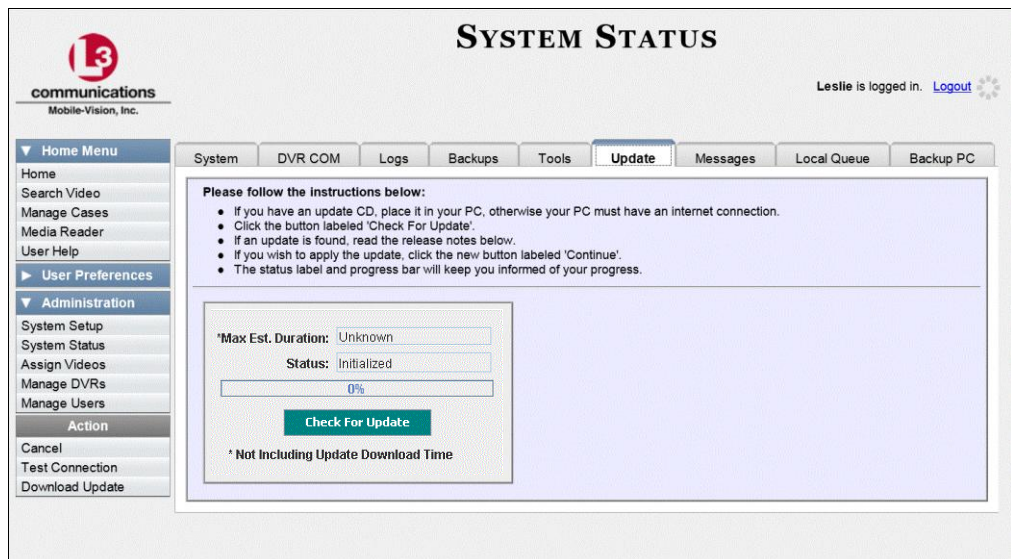 SYSTEM STATUS
L3
communications
Mobile-Vision, Inc.
Leslie is logged in. Logout
▼ Home Menu
Home
Search Video
Manage Cases
Media Reader
User Help
► User Preferences
▼ Administration
System Setup
System Status
Assign Videos
Manage DVRs
Manage Users
Action
Cancel
Test Connection
Download Update
System
DVR COM
Logs
Backups
Tools
Update
Messages
Local Queue
Backup PC
Please follow the instructions below:
• If you have an update CD, place it in your PC, otherwise your PC must have an internet connection.
• Click the button labeled 'Check For Update'.
• If an update is found, read the release notes below.
• If you wish to apply the update, click the new button labeled 'Continue'.
• The status label and progress bar will keep you informed of your progress.
*Max Est. Duration: Unknown
Status: Initialized
0%
Check For Update
* Not Including Update Download Time